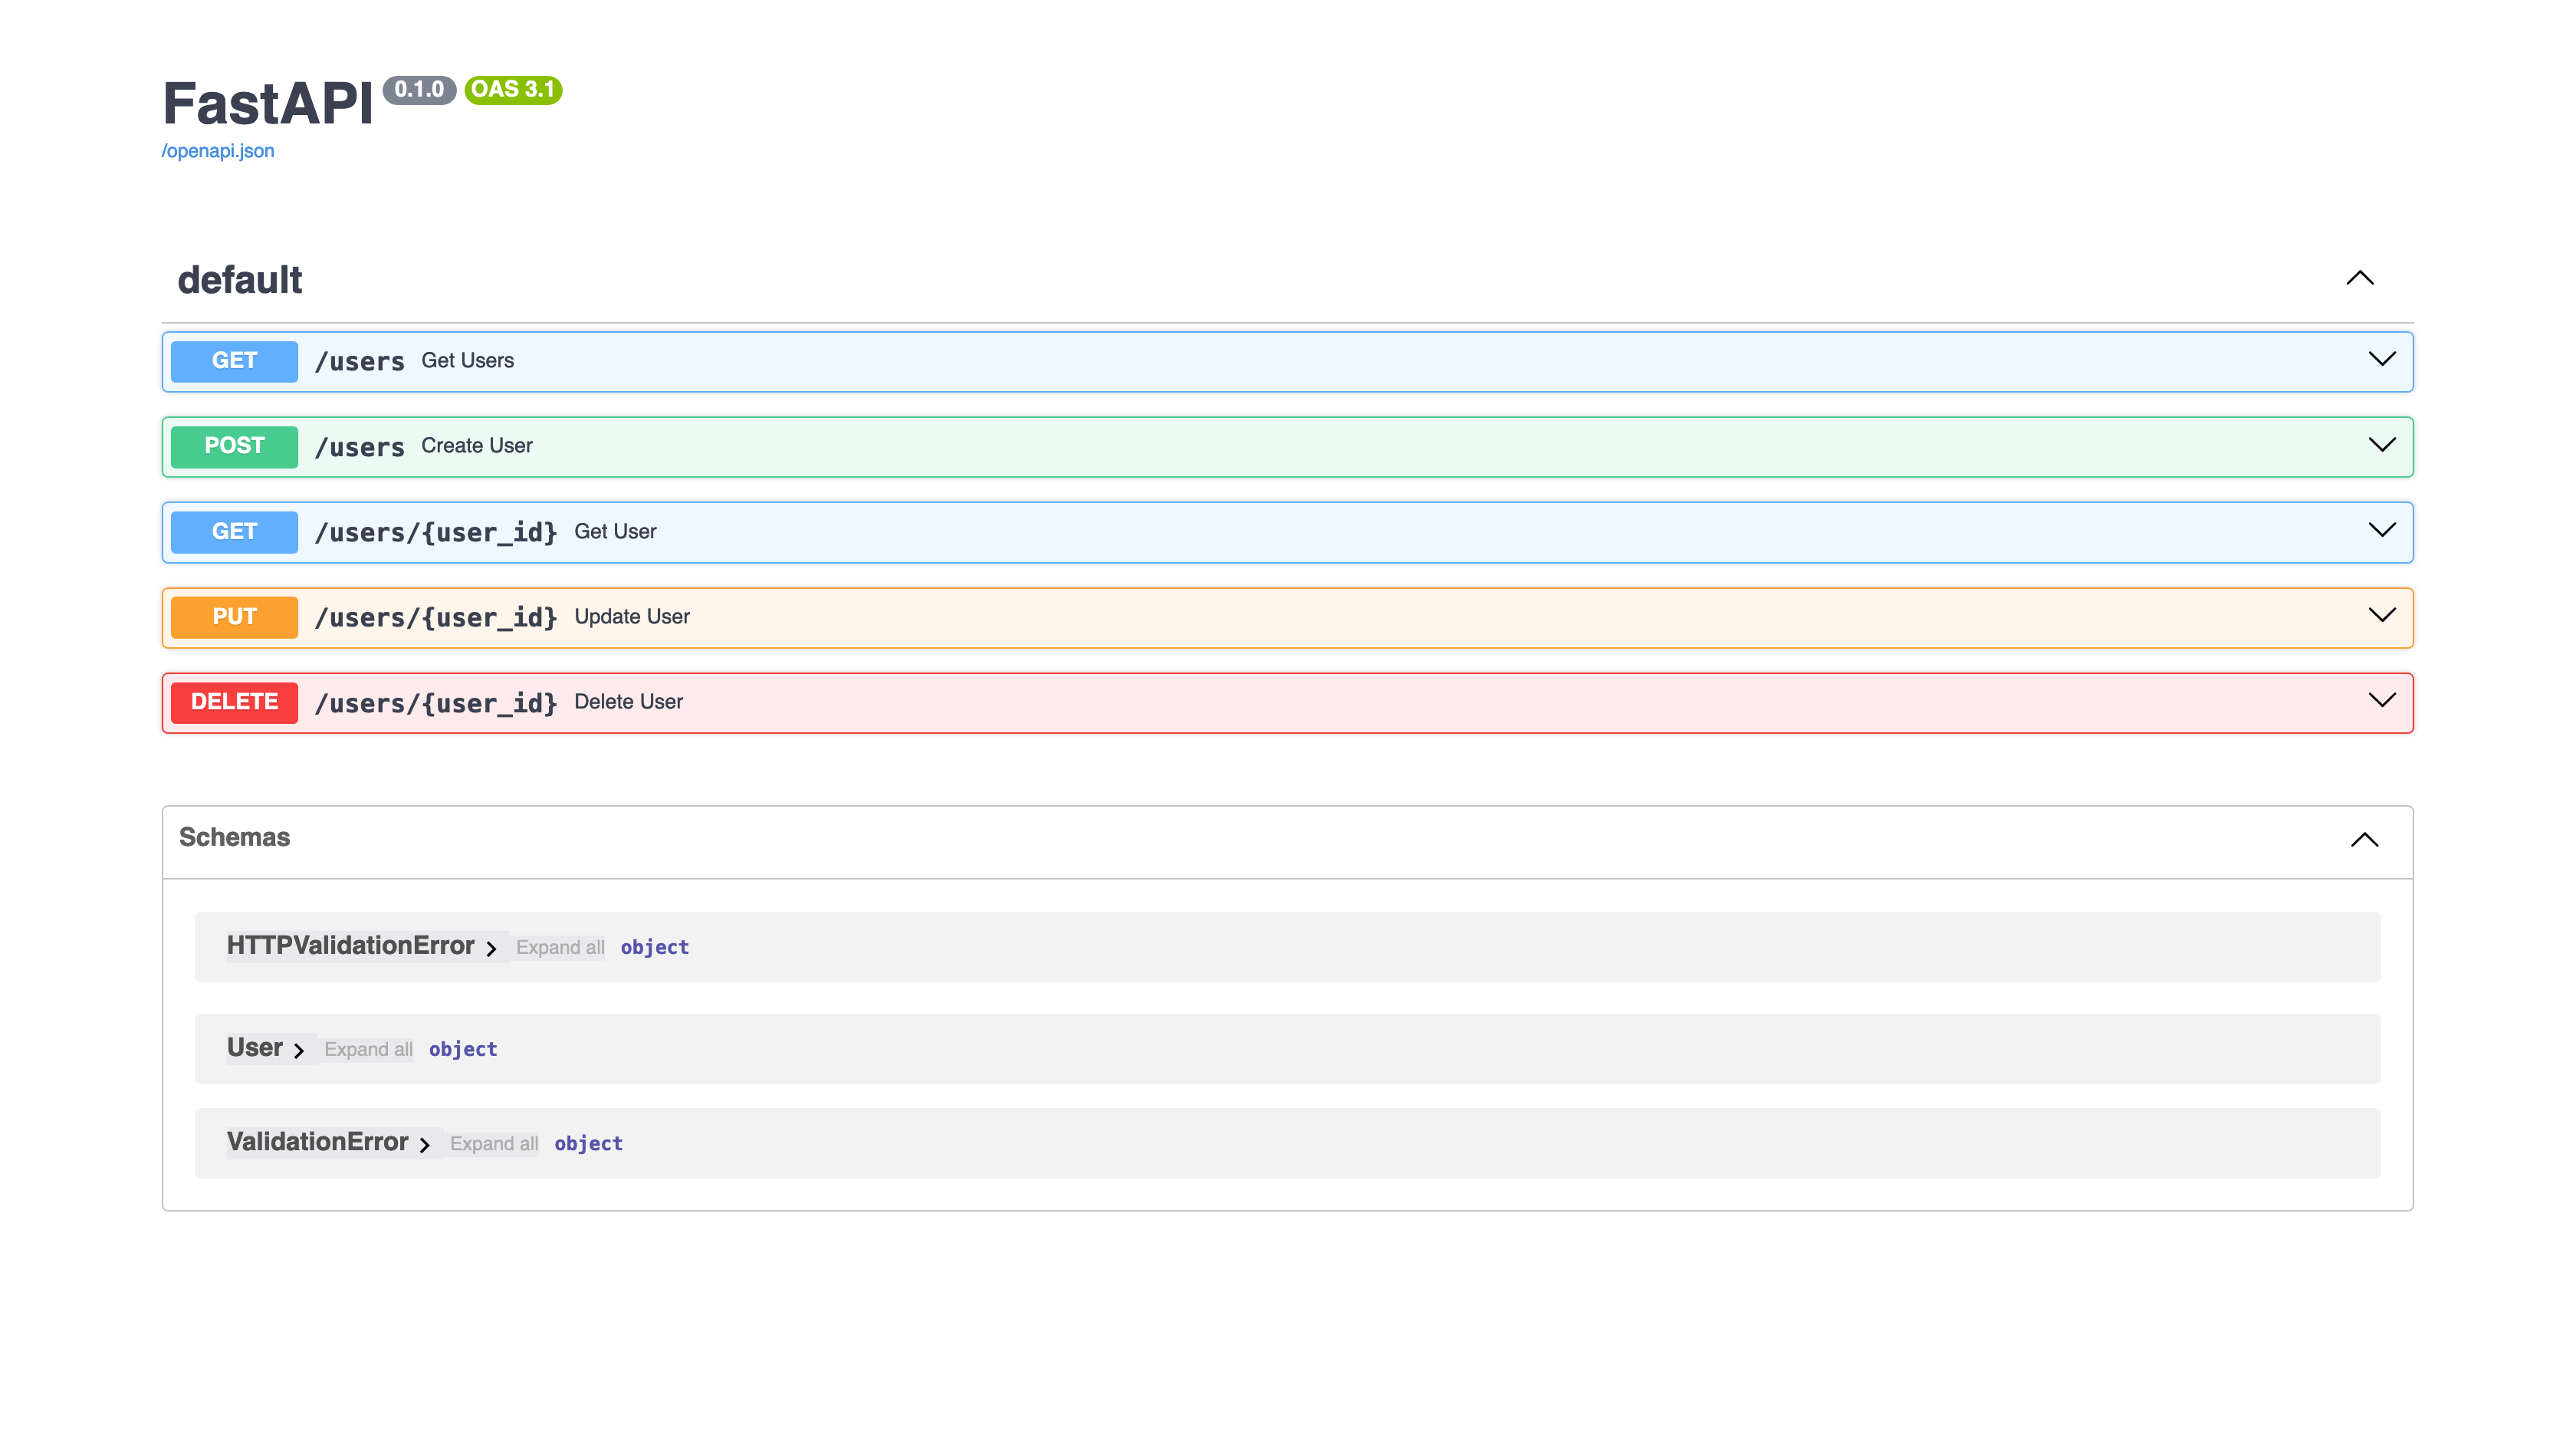 FastAPI 0.1.0 OAS 3.1
/openapi.json
default
GET /users Get Users
POST /users Create User
GET /users/{user_id} Get User
PUT /users/{user_id} Update User
DELETE /users/{user_id} Delete User
Schemas
HTTPValidationError Expand all object
User Expand all object
ValidationError Expand all object